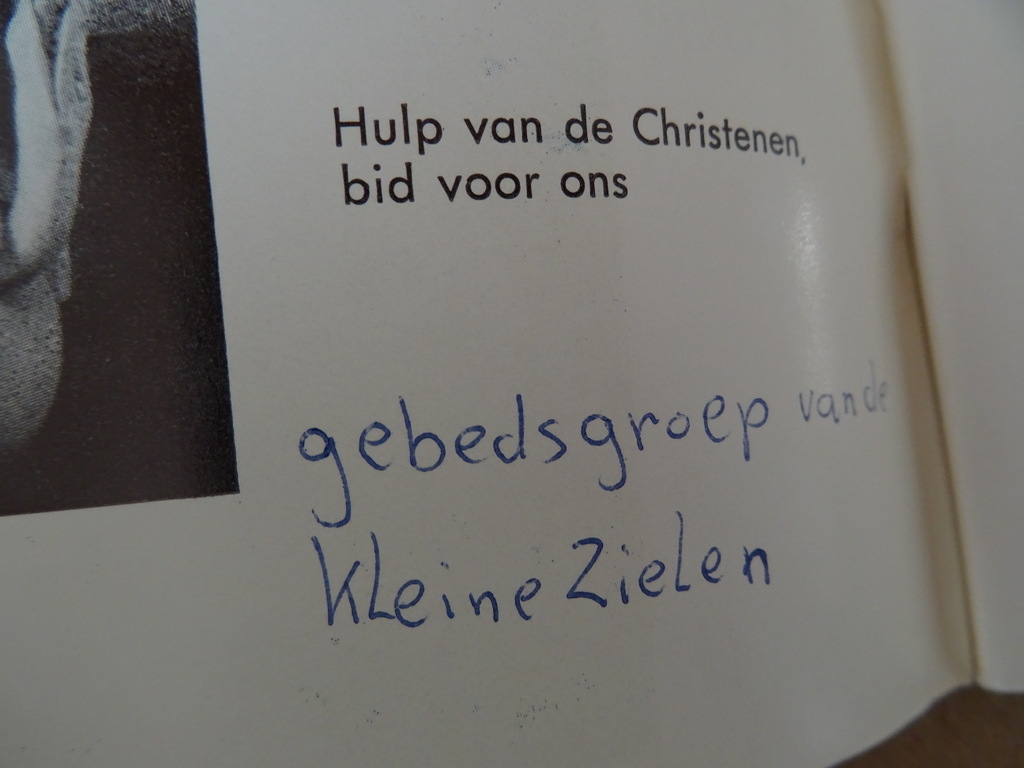 Hulp van de Christenen,
bid voor ons
gebedsgroep van de
Kleine Zielen